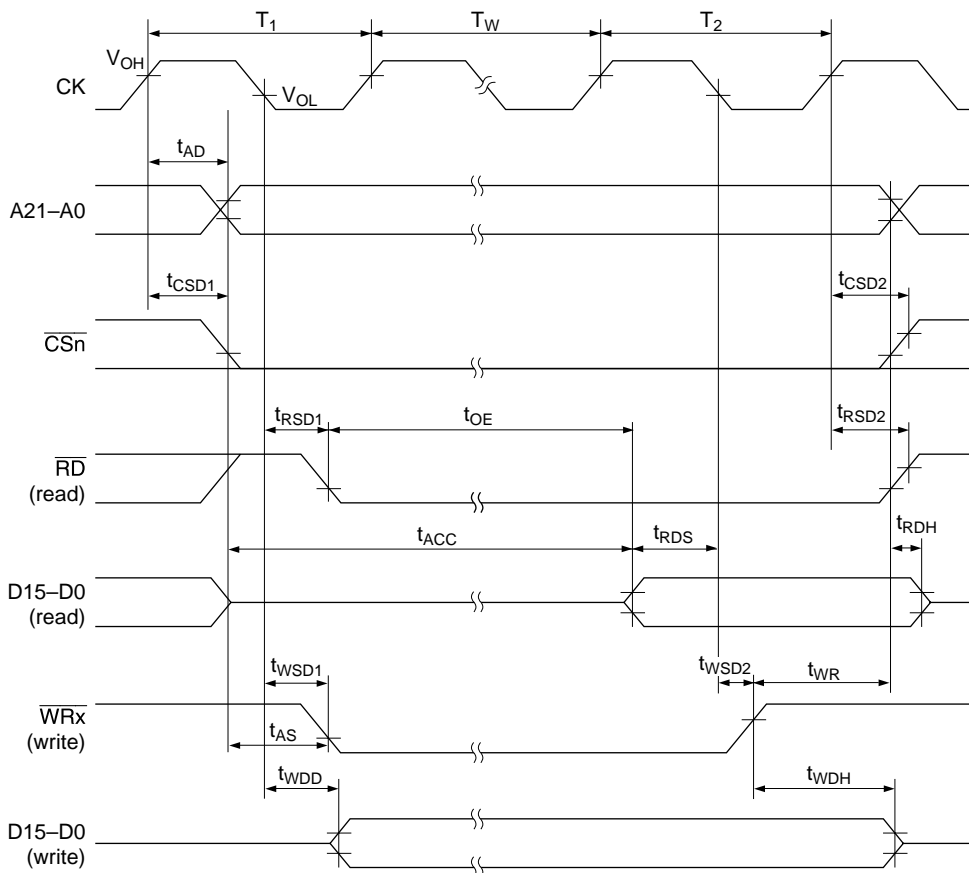 T1 TW T2
VOH
CK
VOL
tAD
A21–A0
tCSD1 tCSD2
CSn
tRSD1 tOE tRSD2
RD
(read)
tACC tRDS tRDH
D15–D0
(read)
tWSD1 tWSD2 tWR
WRx
(write)
tAS
tWDD tWDH
D15–D0
(write)